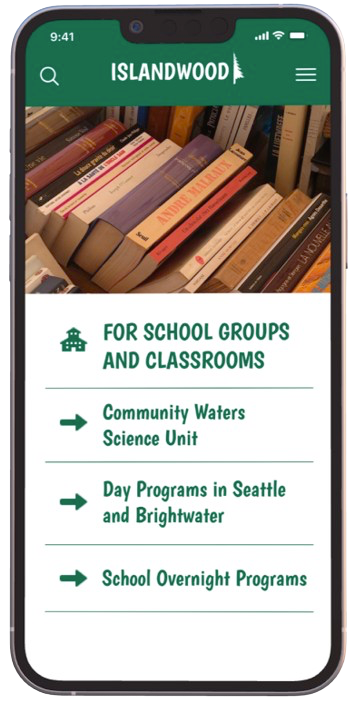 9:41
ISLANDWOOD
ANDRÉ MALRAUX
FOR SCHOOL GROUPS
AND CLASSROOMS
Community Waters
Science Unit
Day Programs in Seattle
and Brightwater
School Overnight Programs